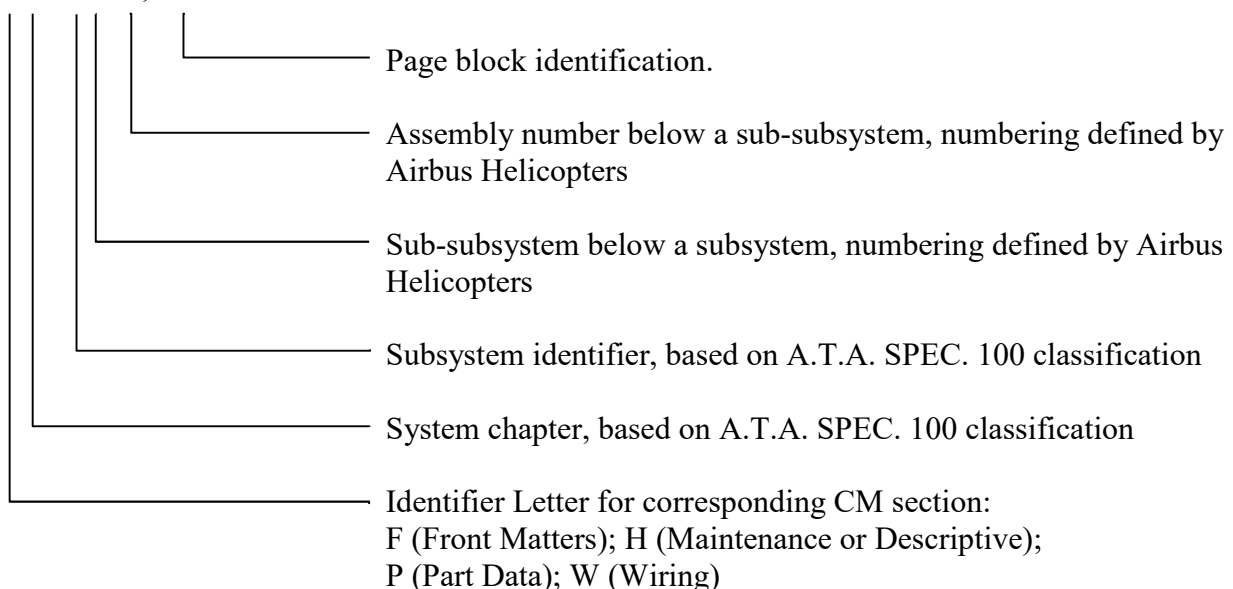 Page block identification.
Assembly number below a sub-subsystem, numbering defined by
Airbus Helicopters
Sub-subsystem below a subsystem, numbering defined by Airbus
Helicopters
Subsystem identifier, based on A.T.A. SPEC. 100 classification
System chapter, based on A.T.A. SPEC. 100 classification
Identifier Letter for corresponding CM section:
F (Front Matters); H (Maintenance or Descriptive);
P (Part Data); W (Wiring)